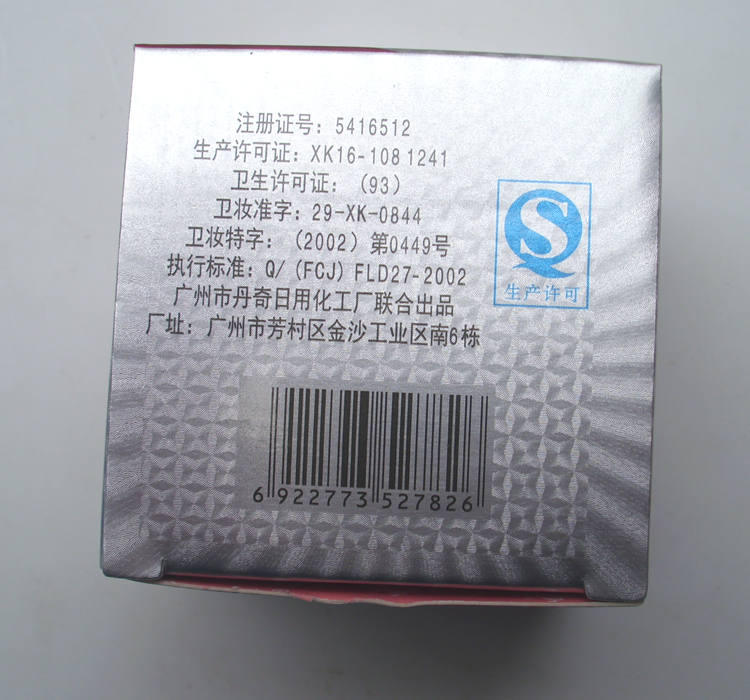 注册证号：5416512
生产许可证：XK16-108 1241
卫生许可证：（93）
卫妆准字：29-XK-0844
卫妆特字：（2002）第0449号
执行标准：Q/（FCJ）FLD27-2002
广州市丹奇日用化工厂联合出品
厂址：广州市芳村区金沙工业区南6栋
QS
生产许可
6 922773 527826